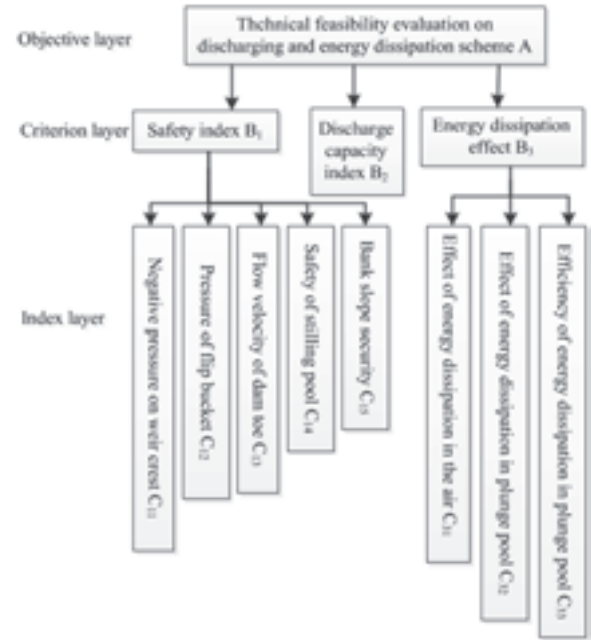 Objective layer
Thchnical feasibility evaluation on
discharging and energy dissipation scheme A
Criterion layer
Safety index B₁
Discharge
capacity
index B₂
Energy dissipation
effect B₃
Index layer
Negative pressure on weir crest C₁₁
Pressure of flip bucket C₁₂
Flow velocity of dam toe C₁₃
Safety of stilling pool C₁₄
Bank slope security C₁₅
Effect of energy dissipation in the air C₃₁
Effect of energy dissipation in plunge pool C₃₂
Efficiency of energy dissipation in plunge pool C₃₃